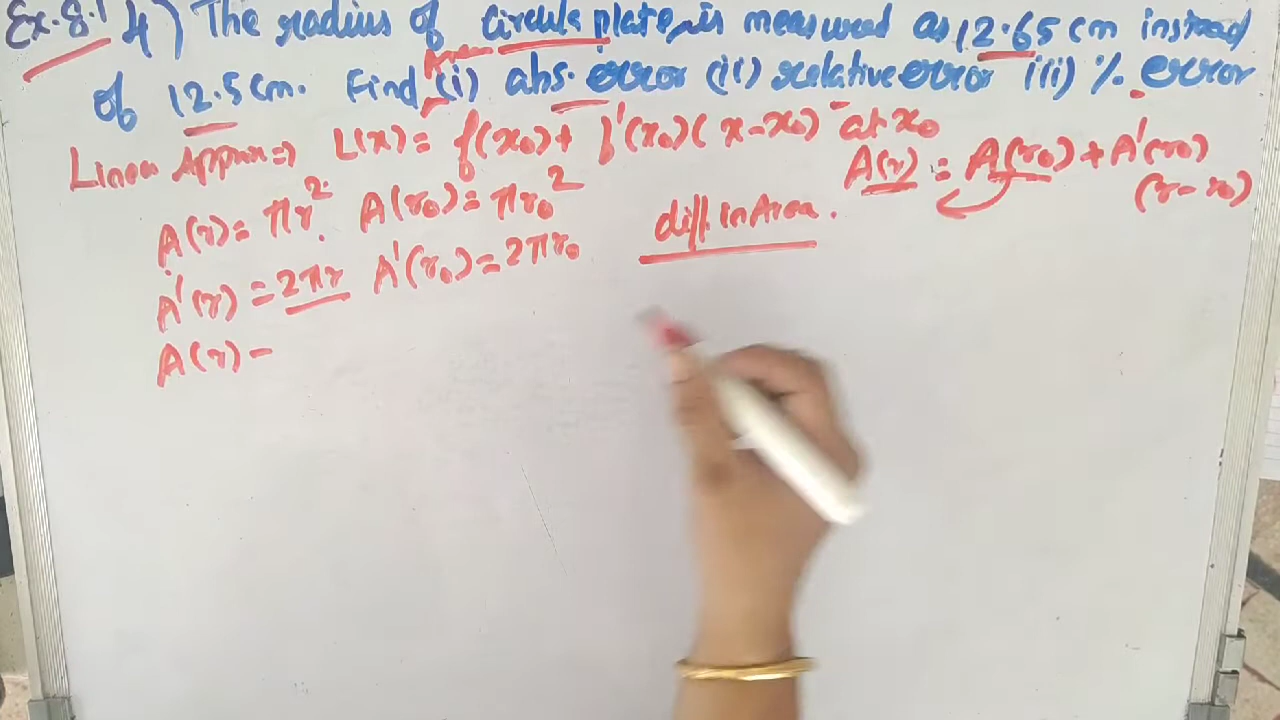 Ex.8.1 4) The radius of circule plate is measured as 12.65 cm instead
Area
of 12.5 cm. Find (i) abs. error (ii) relative error iii) % error
Linear Approx=) L(x) = f(x₀) + f'(x₀) (x-x₀) at x₀
A(r) = A(r₀) + A'(r₀)
(r-r₀)
A(r) = πr². A(r₀) = πr₀²
diff. in Area.
A'(r) = 2πr A'(r₀) = 2πr₀
A(r) -